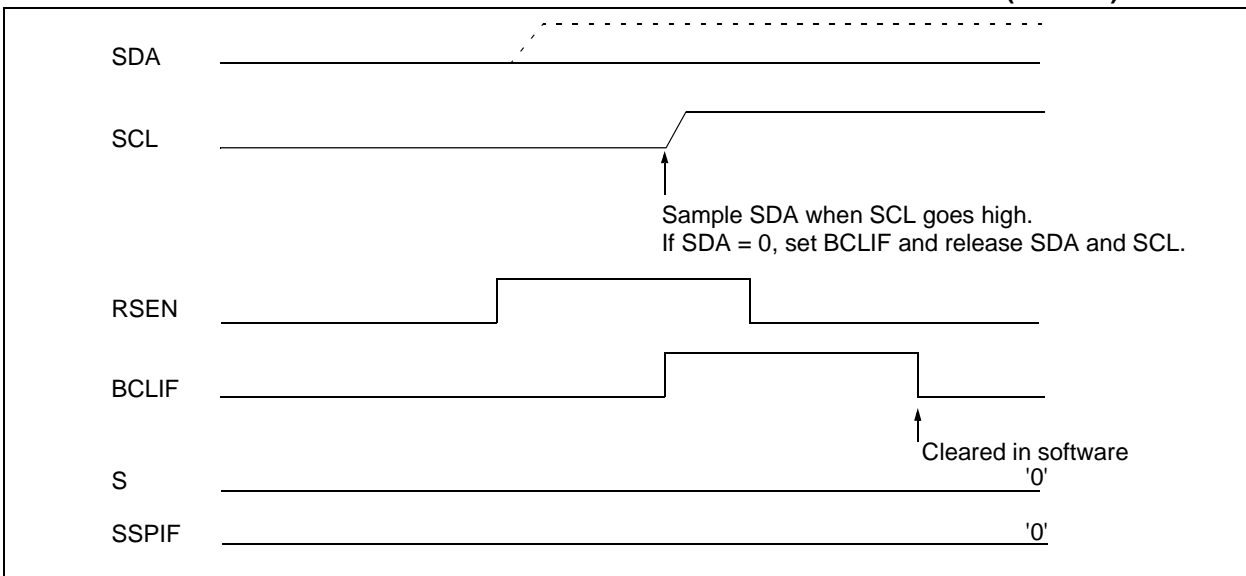 SDA
SCL
Sample SDA when SCL goes high.
If SDA = 0, set BCLIF and release SDA and SCL.
RSEN
BCLIF
Cleared in software
S
'0'
SSPIF
'0'